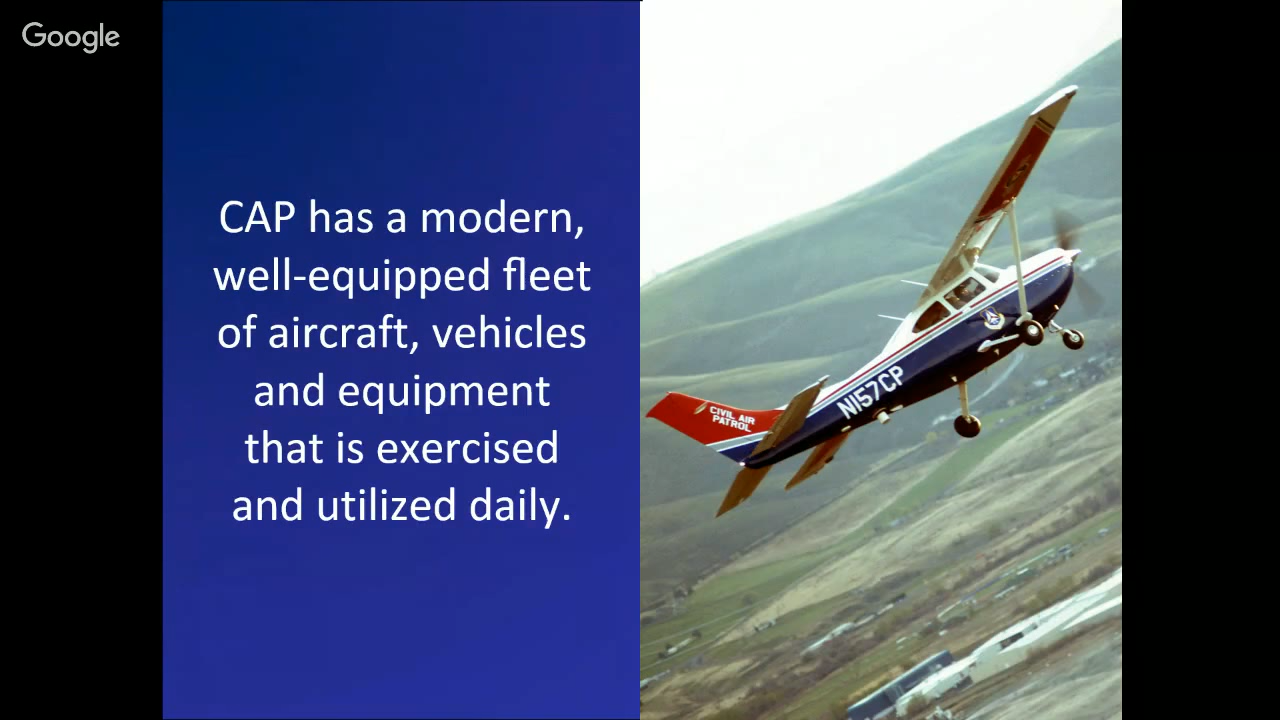 Google
CAP has a modern,
well-equipped fleet
of aircraft, vehicles
and equipment
that is exercised
and utilized daily.
CIVIL AIR
PATROL
N157CP